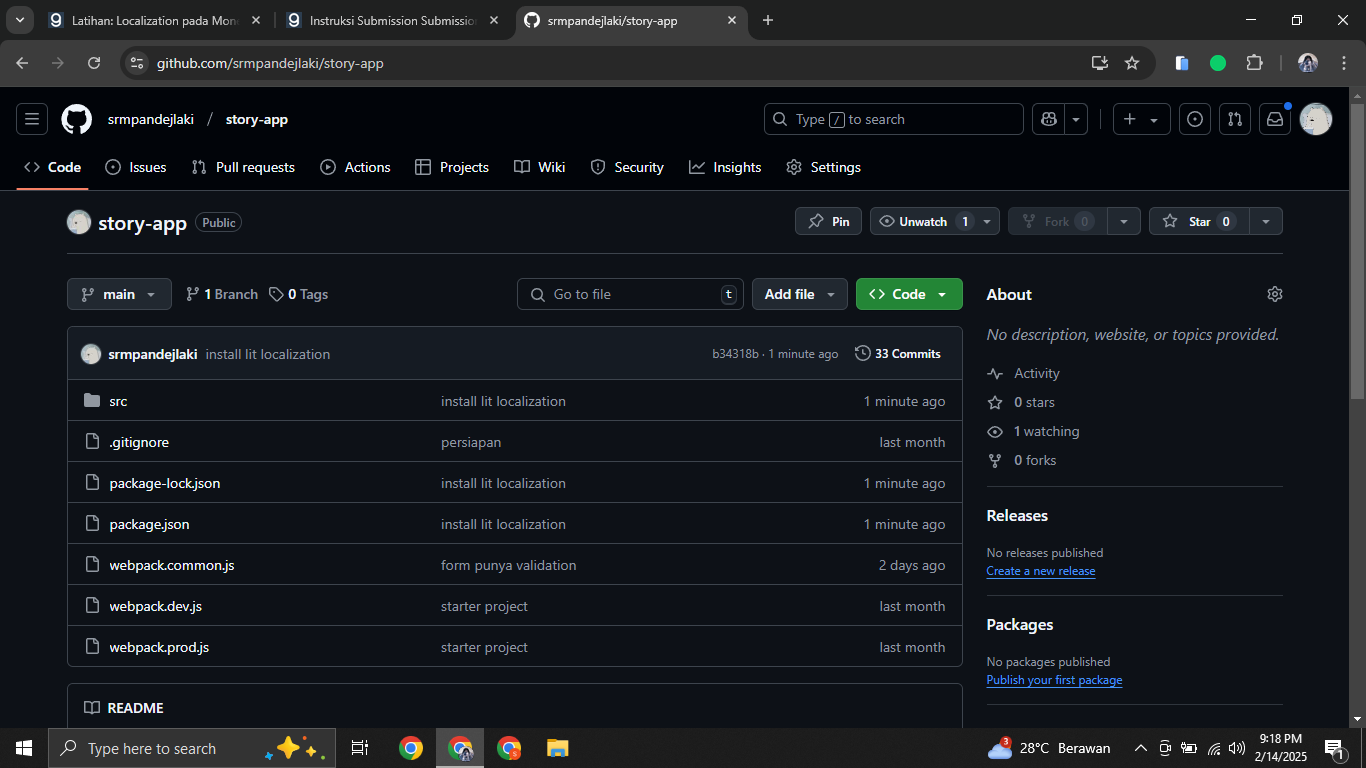 Latihan: Localization pada Mone
Instruksi Submission Submissio
srmpandejlaki/story-app
github.com/srmpandejlaki/story-app
srmpandejlaki / story-app
Type / to search
Code
Issues
Pull requests
Actions
Projects
Wiki
Security
Insights
Settings
story-app Public
Pin
Unwatch 1
Fork 0
Star 0
main
1 Branch
0 Tags
Go to file t
Add file
Code
srmpandejlaki install lit localization b34318b · 1 minute ago 33 Commits
src install lit localization 1 minute ago
.gitignore persiapan last month
package-lock.json install lit localization 1 minute ago
package.json install lit localization 1 minute ago
webpack.common.js form punya validation 2 days ago
webpack.dev.js starter project last month
webpack.prod.js starter project last month
README
About
No description, website, or topics provided.
Activity
0 stars
1 watching
0 forks
Releases
No releases published
Create a new release
Packages
No packages published
Publish your first package
Type here to search
3
28°C Berawan
9:18 PM
2/14/2025
1